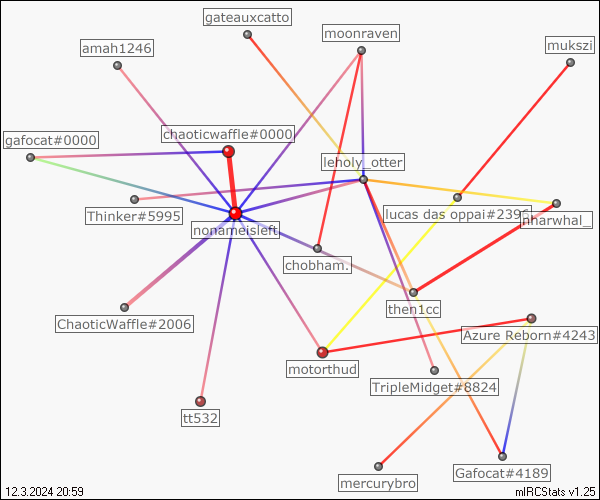 gateauxcatto
moonraven
amah1246
mukszi
gafocat#0000
chaoticwaffle#0000
leholy_otter
Thinker#5995
lucas das oppai#2396
nonameisleft
chobham.
then1cc
ChaoticWaffle#2006
Azure Reborn#4243
motorthud
TripleMidget#8824
tt532
Gafocat#4189
mercurybro
12.3.2024 20:59
mIRCStats v1.25